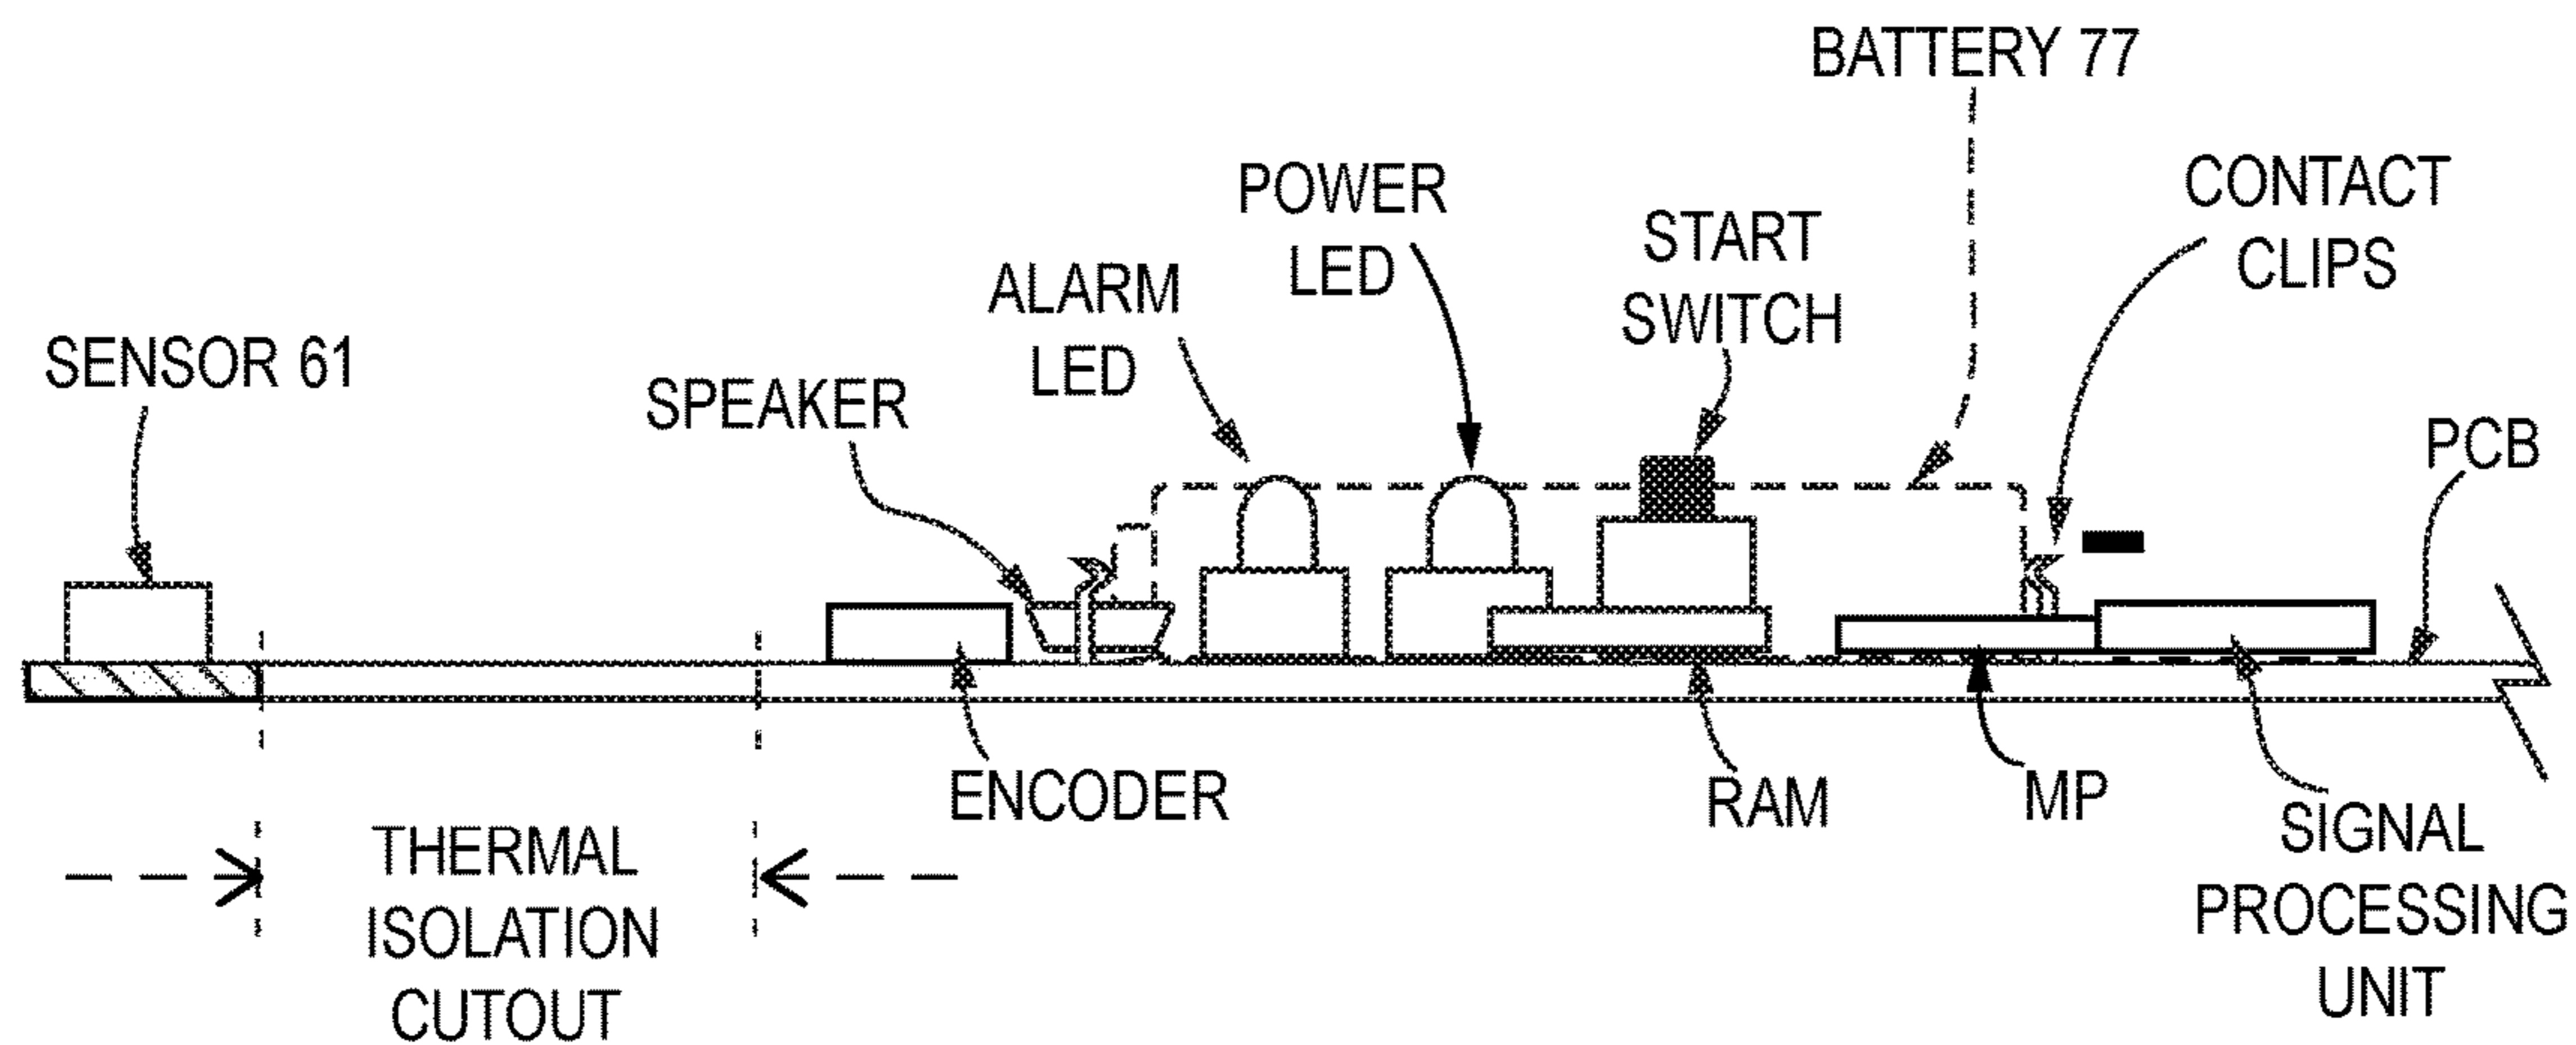 BATTERY 77
POWER
LED
START
SWITCH
CONTACT
CLIPS
ALARM
LED
SENSOR 61
SPEAKER
PCB
ENCODER
RAM
MP
SIGNAL
PROCESSING
UNIT
THERMAL
ISOLATION
CUTOUT